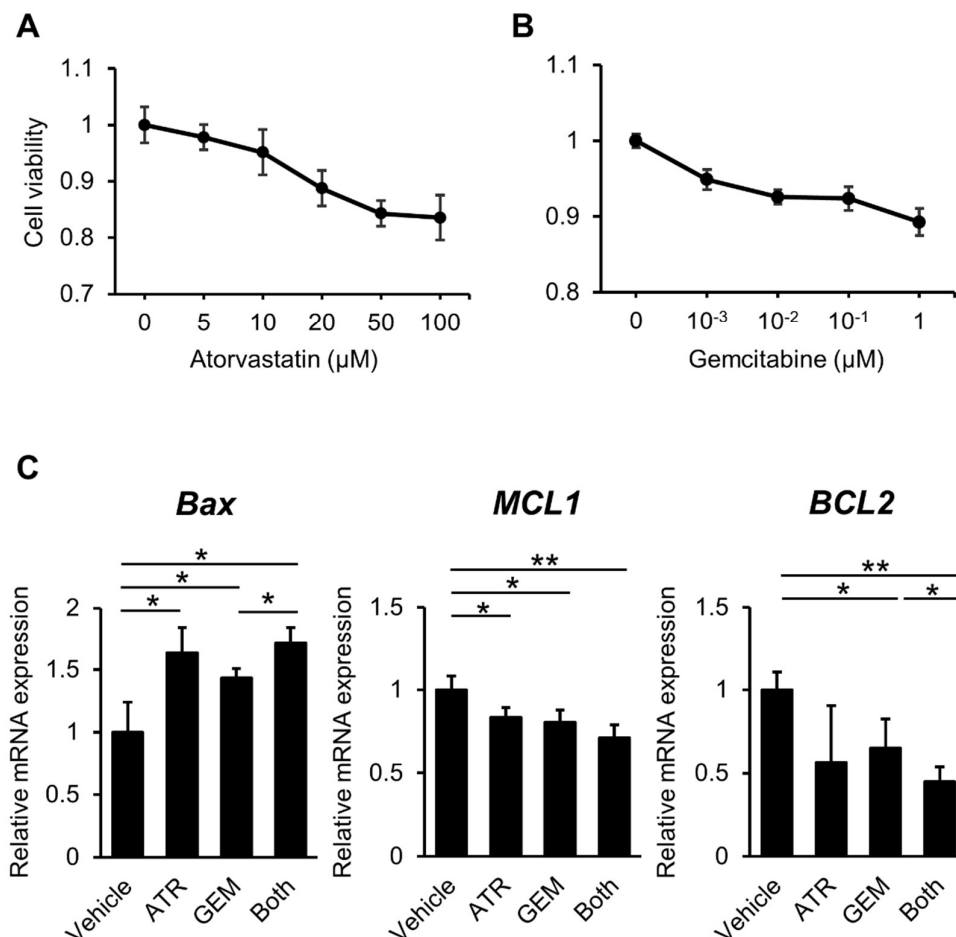 A
1.1
1
0.9
0.8
0.7
Cell viability
0 5 10 20 50 100
Atorvastatin (µM)
B
1.1
1
0.9
0.8
0 10⁻³ 10⁻² 10⁻¹ 1
Gemcitabine (µM)
C
Bax
*
*
* *
2
1.5
1
0.5
0
Relative mRNA expression
Vehicle ATR GEM Both
MCL1
**
*
*
1.5
1
0.5
0
Relative mRNA expression
Vehicle ATR GEM Both
BCL2
**
* *
1.5
1
0.5
0
Relative mRNA expression
Vehicle ATR GEM Both